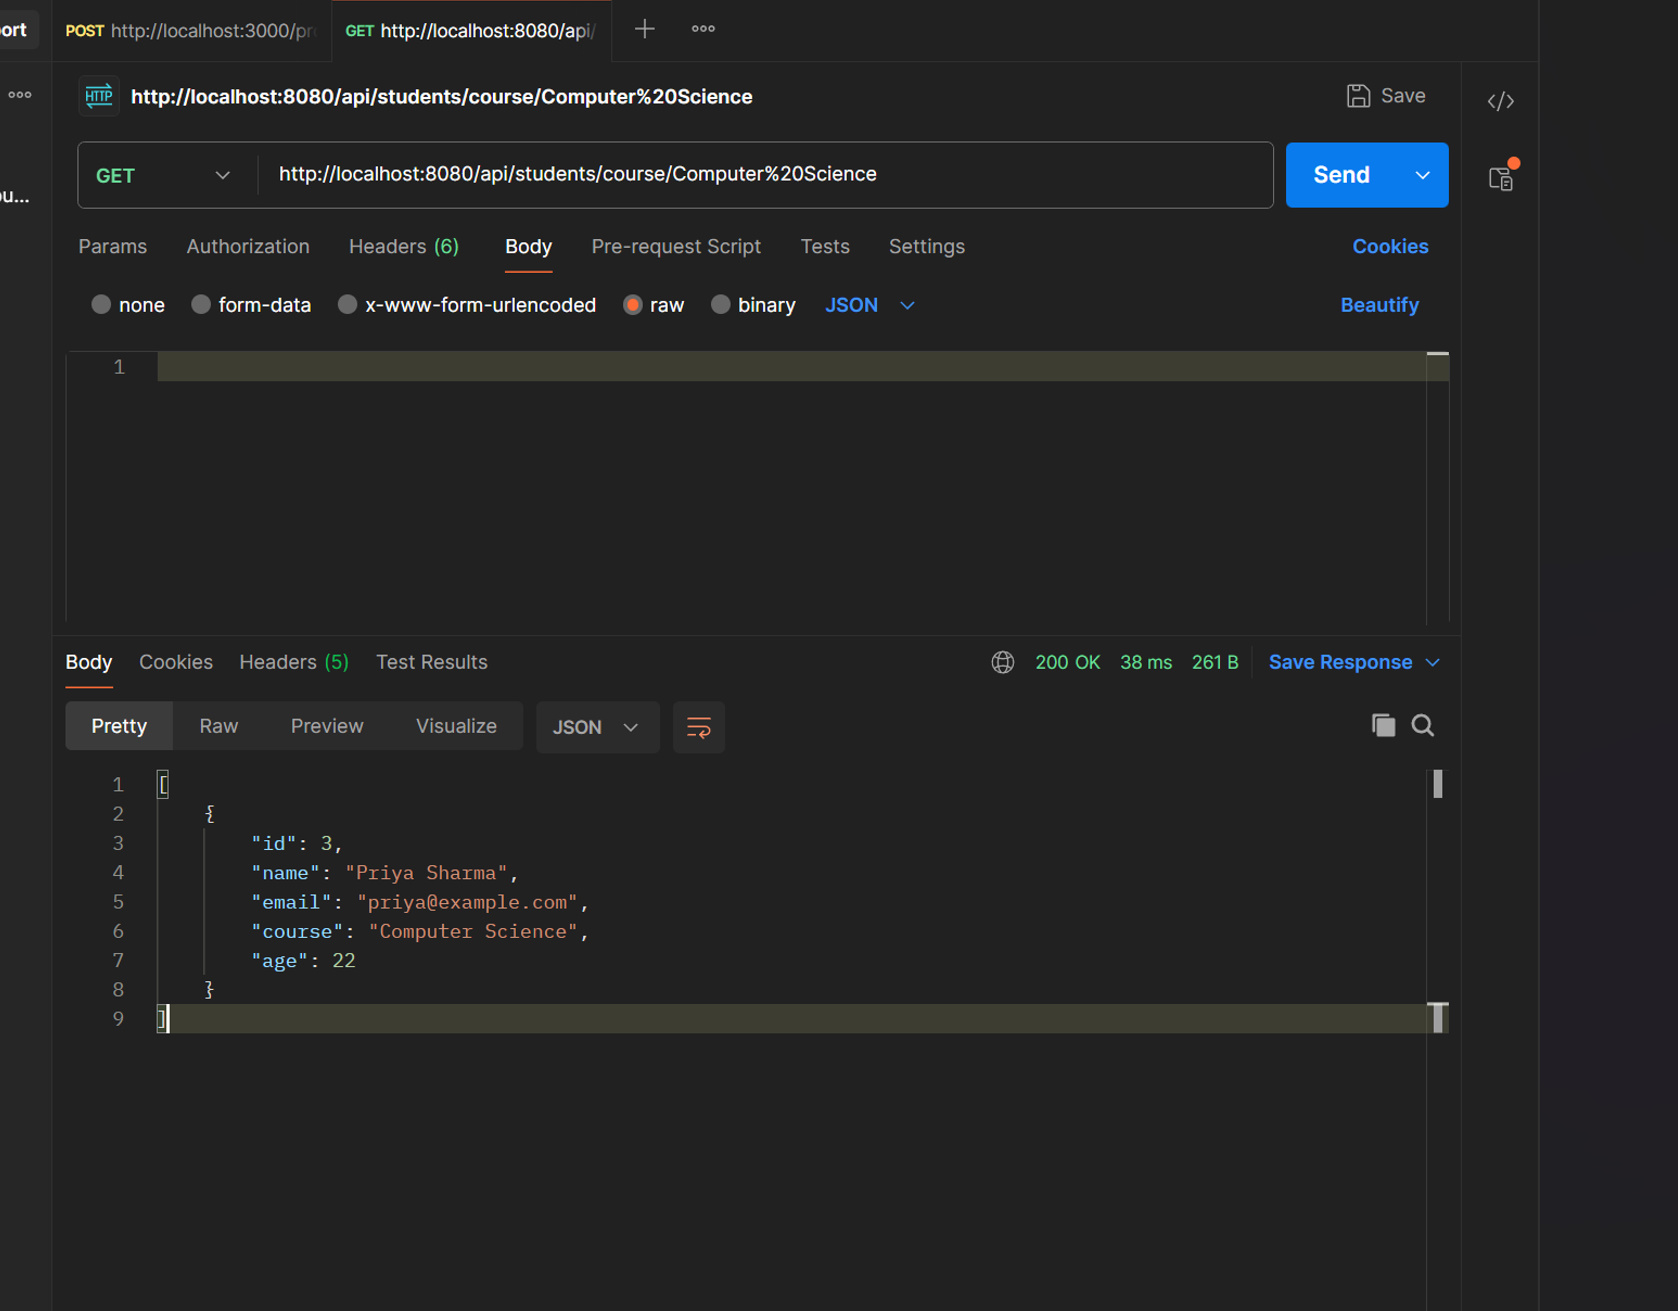 ort
POST http://localhost:3000/pr
GET http://localhost:8080/api/
http://localhost:8080/api/students/course/Computer%20Science
Save
GET
http://localhost:8080/api/students/course/Computer%20Science
Send
ou...
Params Authorization Headers (6) Body Pre-request Script Tests Settings Cookies
none form-data x-www-form-urlencoded raw binary JSON Beautify
1
Body Cookies Headers (5) Test Results 200 OK 38 ms 261 B Save Response
Pretty Raw Preview Visualize JSON
1 [
2 {
3 "id": 3,
4 "name": "Priya Sharma",
5 "email": "priya@example.com",
6 "course": "Computer Science",
7 "age": 22
8 }
9 ]